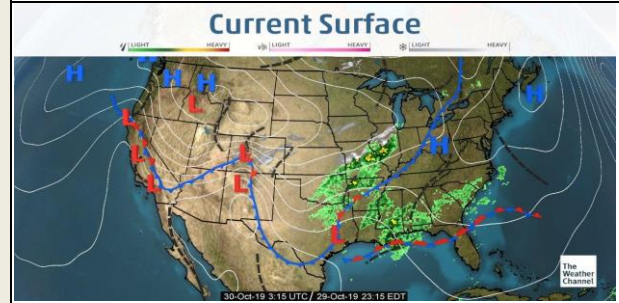 Current Surface
LIGHT HEAVY LIGHT HEAVY LIGHT HEAVY
H
H
H
H
L
L
L
H
L
L
L
L
The
Weather
Channel
30-Oct-19 3:15 UTC / 29-Oct-19 23:15 EDT